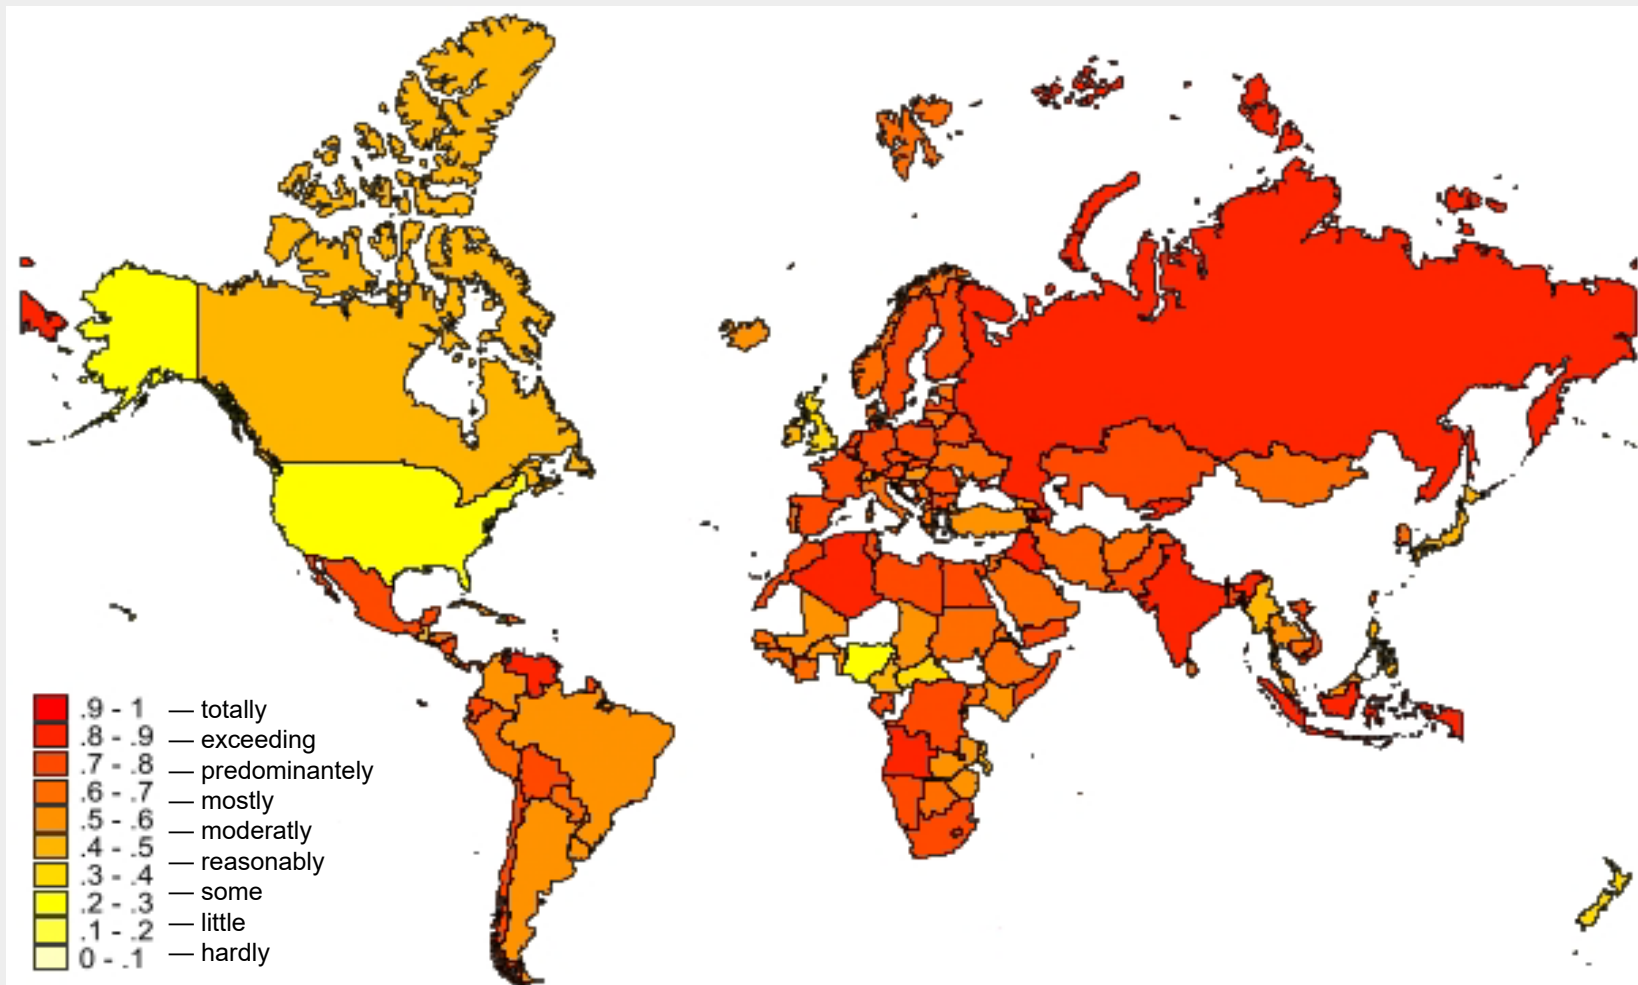 .9 - 1 — totally
.8 - .9 — exceeding
.7 - .8 — predominantely
.6 - .7 — mostly
.5 - .6 — moderatly
.4 - .5 — reasonably
.3 - .4 — some
.2 - .3 — little
.1 - .2 — hardly
0 - .1